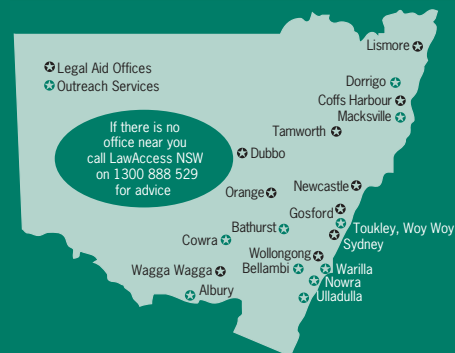 Lismore
Legal Aid Offices
Outreach Services
Dorrigo
Coffs Harbour
Macksville
If there is no
office near you
call LawAccess NSW
on 1300 888 529
for advice
Tamworth
Dubbo
Orange
Newcastle
Gosford
Toukley, Woy Woy
Bathurst
Sydney
Cowra
Wollongong
Bellambi
Warilla
Wagga Wagga
Nowra
Albury
Ulladulla